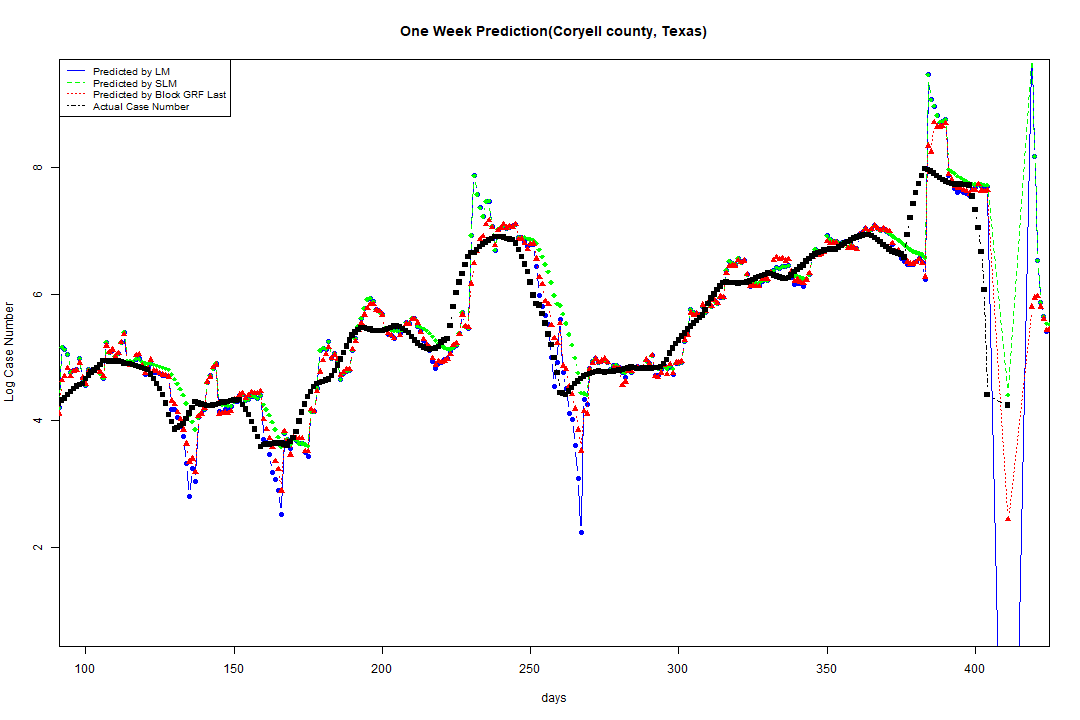 One Week Prediction(Coryell county, Texas)
Predicted by LM
Predicted by SLM
Predicted by Block GRF Last
Actual Case Number
Log Case Number
8
6
4
2
100 150 200 250 300 350 400
days